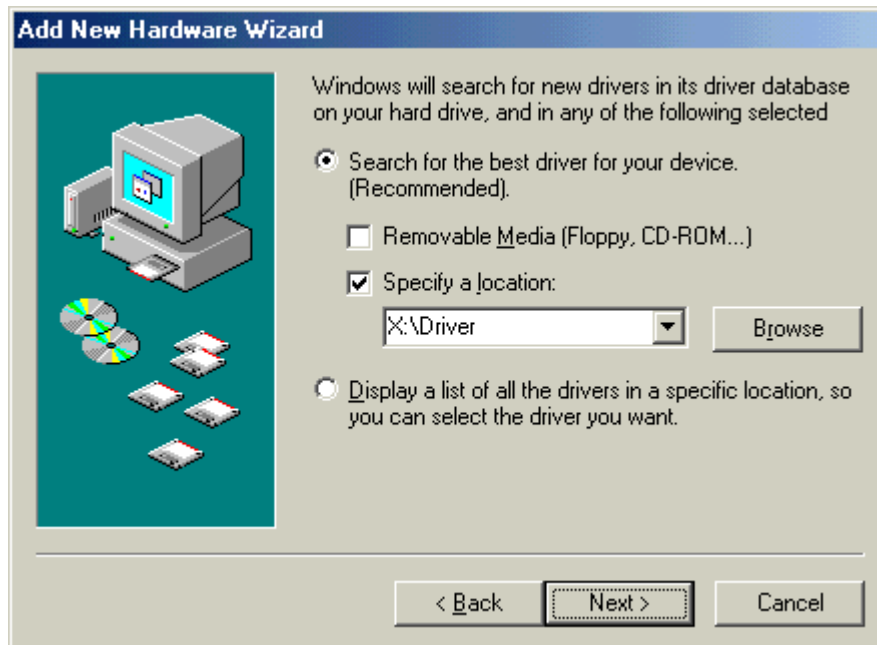 Add New Hardware Wizard
Windows will search for new drivers in its driver database
on your hard drive, and in any of the following selected
Search for the best driver for your device.
(Recommended).
Removable Media (Floppy, CD-ROM...)
Specify a location:
X:\Driver
Browse
Display a list of all the drivers in a specific location, so
you can select the driver you want.
< Back
Next >
Cancel